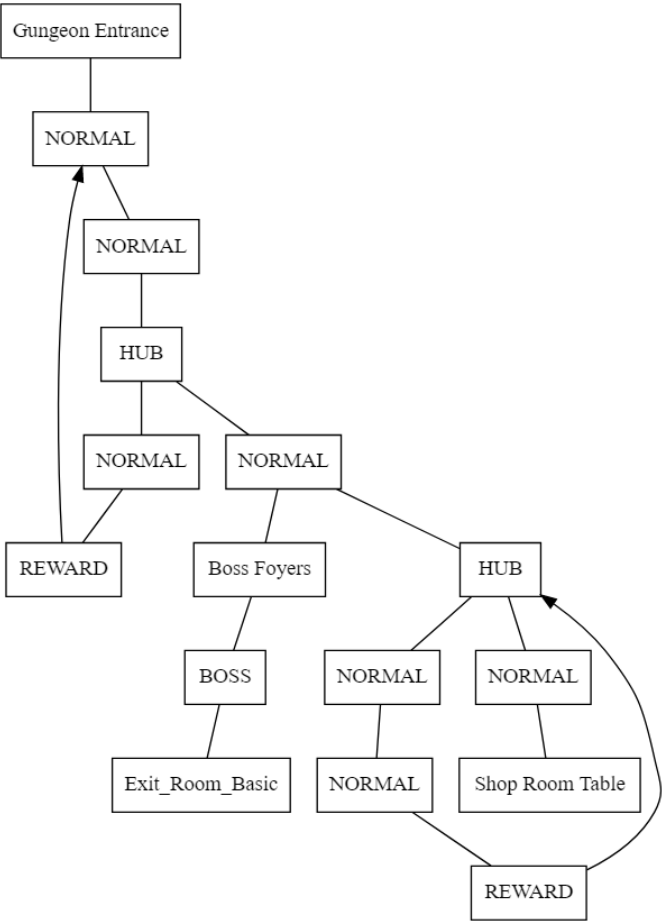 Gungeon Entrance
NORMAL
NORMAL
HUB
NORMAL
NORMAL
REWARD
Boss Foyers
HUB
BOSS
NORMAL
NORMAL
Exit_Room_Basic
NORMAL
Shop Room Table
REWARD